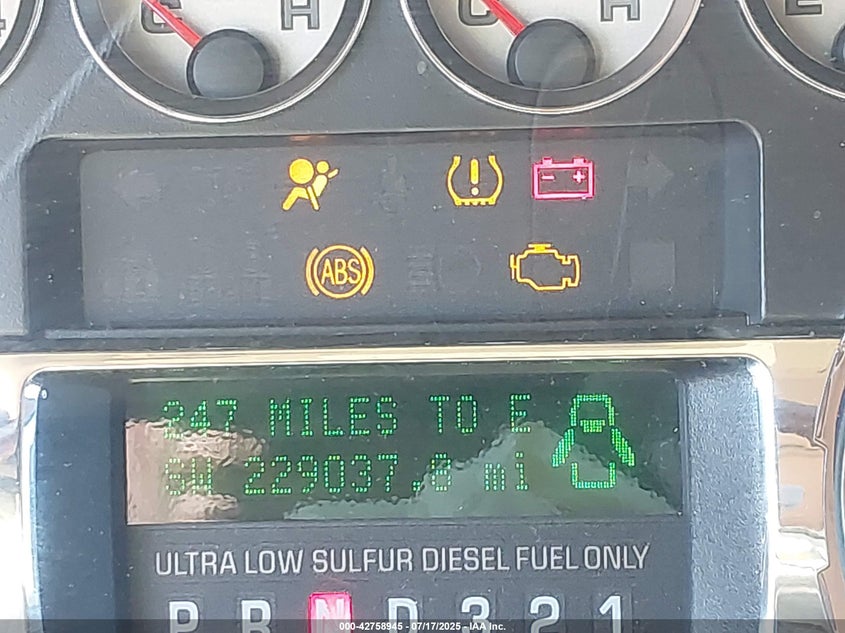 C H C H E
ABS
247 MILES TO E
SW 229037.8 mi
ULTRA LOW SULFUR DIESEL FUEL ONLY
P R N D 3 2 1
000-42758945 - 07/17/2025 - IAA Inc.